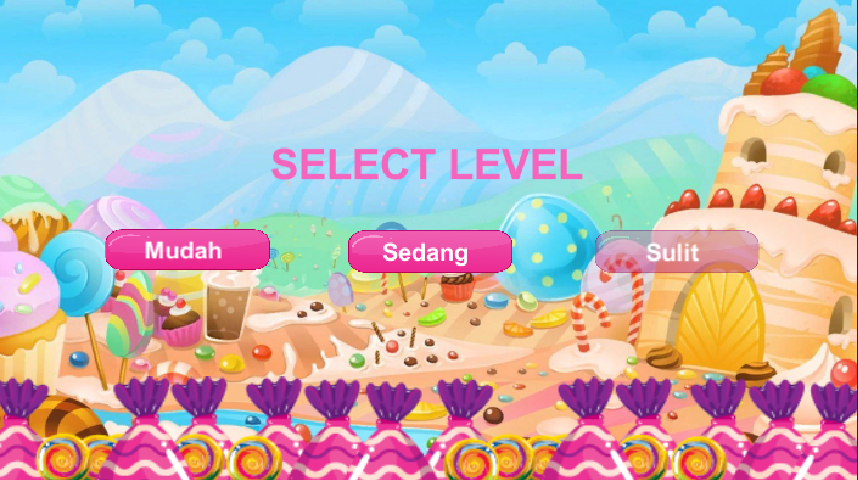 SELECT LEVEL
Mudah
Sedang
Sulit